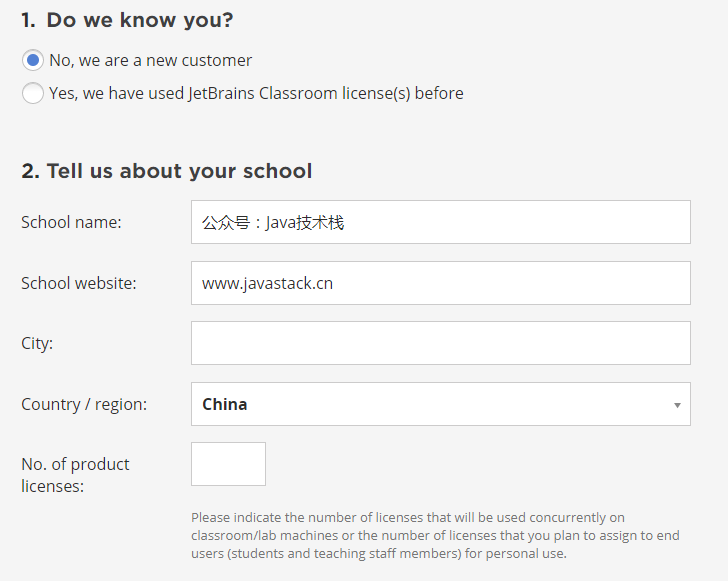 1. Do we know you?
No, we are a new customer
Yes, we have used JetBrains Classroom license(s) before
2. Tell us about your school
School name:
公众号：Java技术栈
School website:
www.javastack.cn
City:
Country / region:
China
No. of product
licenses:
Please indicate the number of licenses that will be used concurrently on
classroom/lab machines or the number of licenses that you plan to assign to end
users (students and teaching staff members) for personal use.